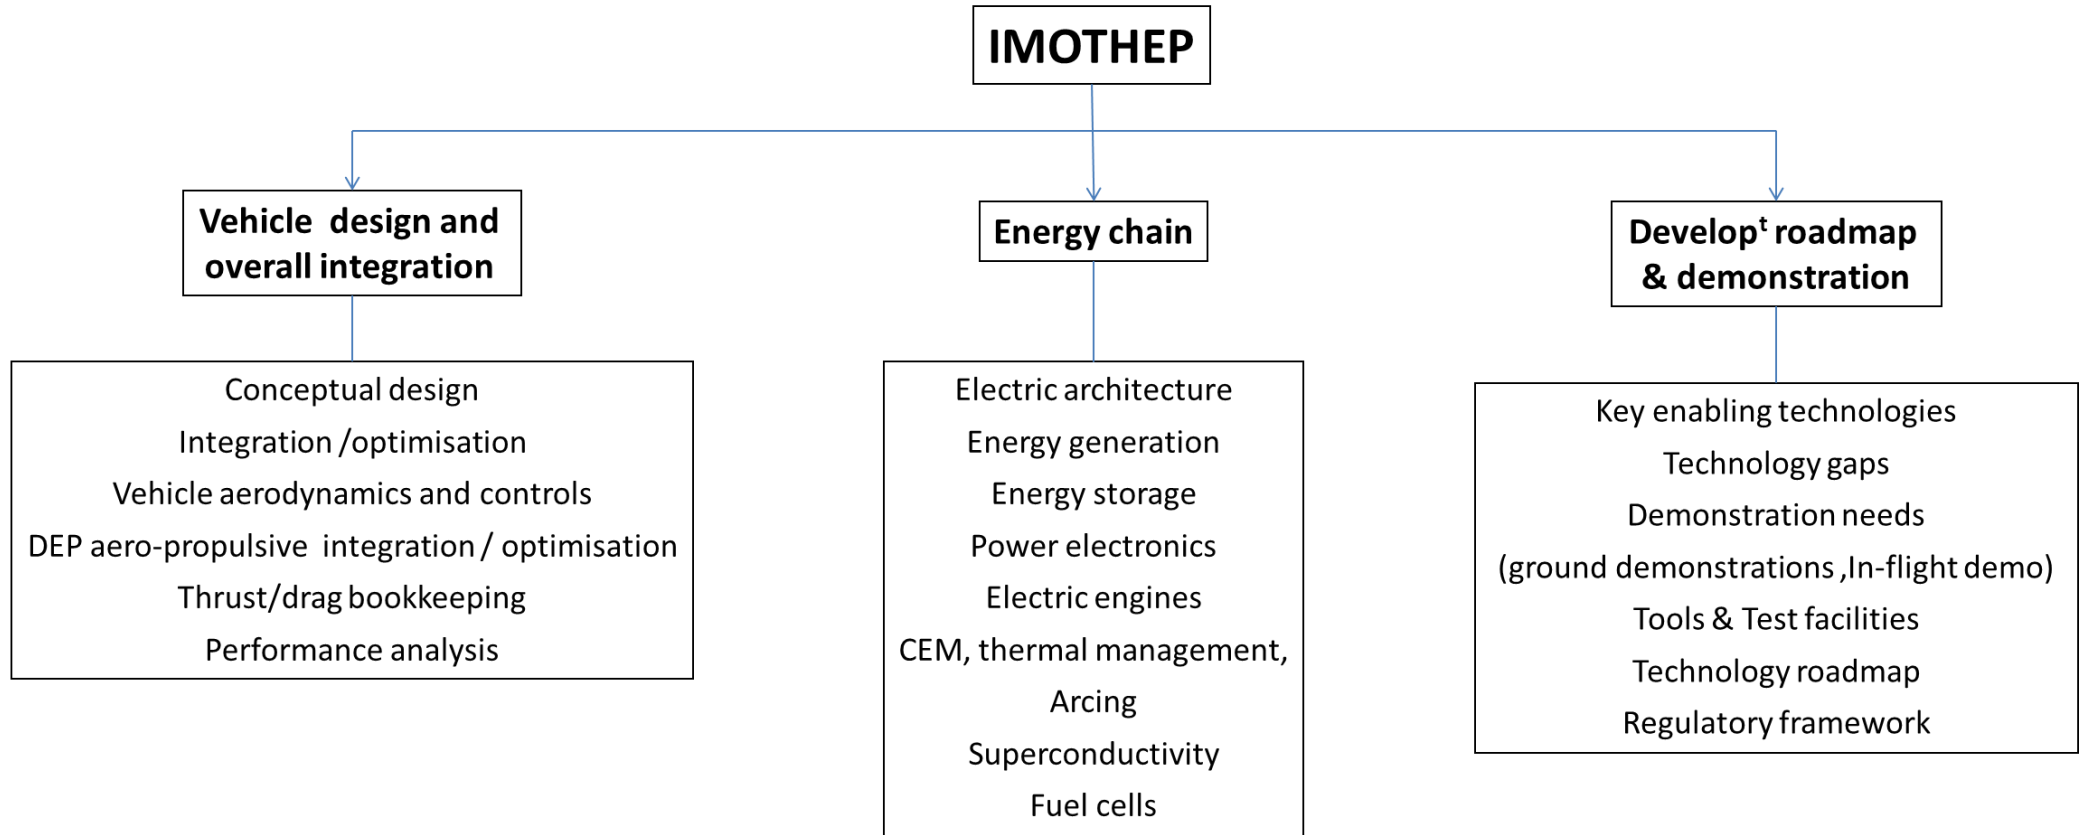 IMOTHEP
Vehicle design and
overall integration
Conceptual design
Integration /optimisation
Vehicle aerodynamics and controls
DEP aero-propulsive integration / optimisation
Thrust/drag bookkeeping
Performance analysis
Energy chain
Electric architecture
Energy generation
Energy storage
Power electronics
Electric engines
CEM, thermal management,
Arcing
Superconductivity
Fuel cells
Developᵗ roadmap
& demonstration
Key enabling technologies
Technology gaps
Demonstration needs
(ground demonstrations ,In-flight demo)
Tools & Test facilities
Technology roadmap
Regulatory framework